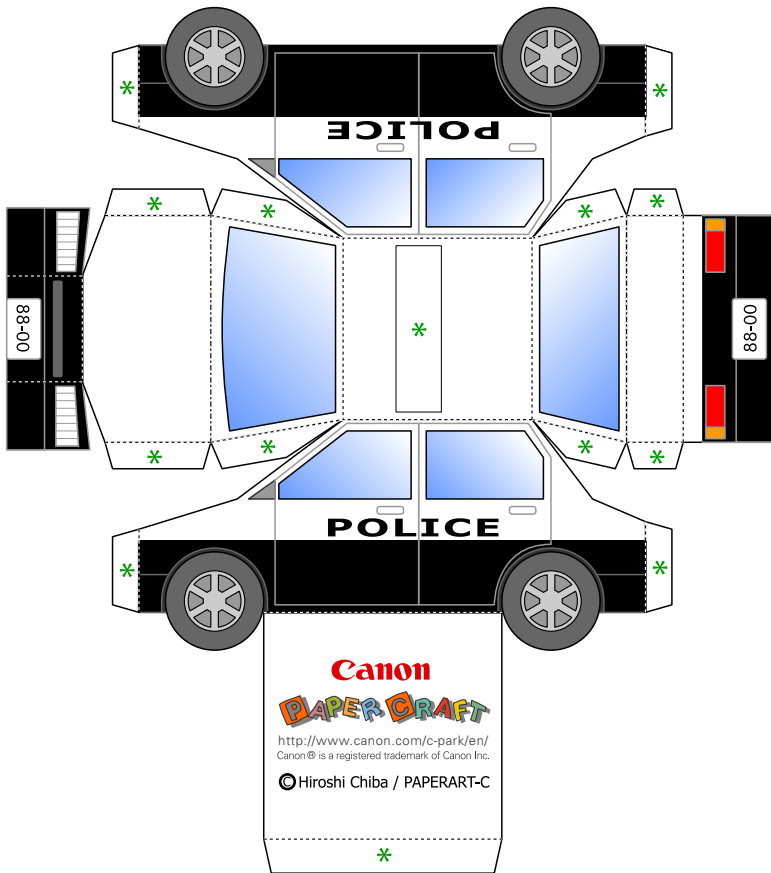 POLICE
88-00
88-00
POLICE
Canon
PAPER CRAFT
http://www.canon.com/c-park/en/
Canon® is a registered trademark of Canon Inc.
©Hiroshi Chiba / PAPERART-C